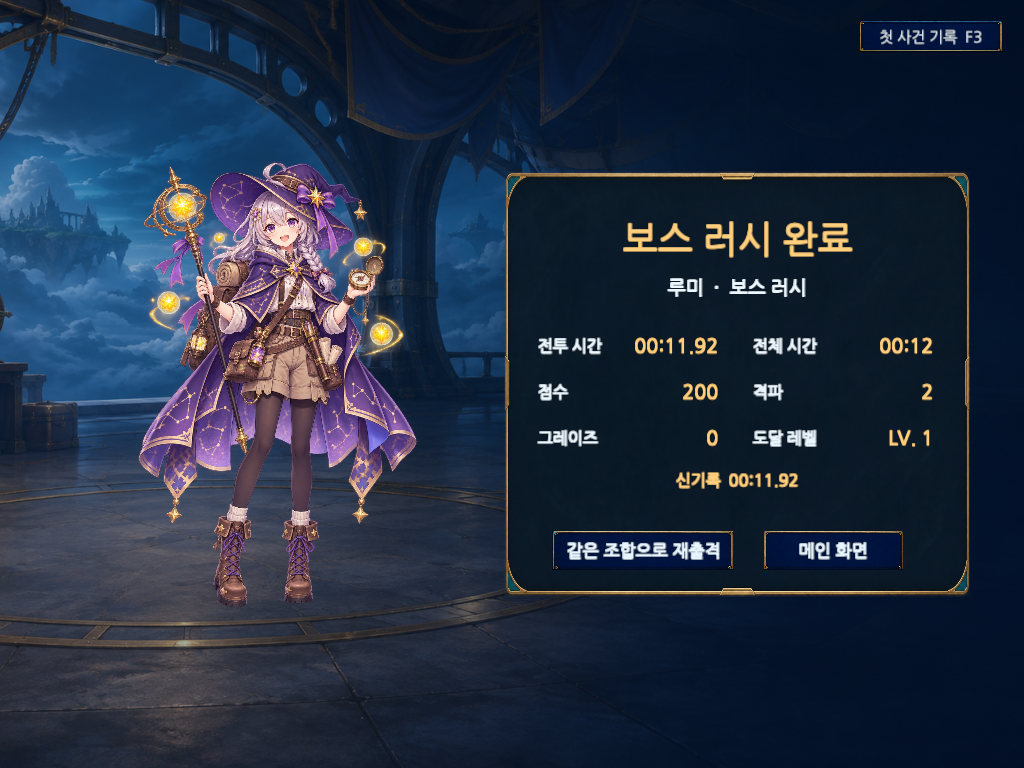 첫 사건 기록 F3
보스 러시 완료
루미 · 보스 러시
전투 시간 00:11.92 전체 시간 00:12
점수 200 격파 2
그레이즈 0 도달 레벨 LV. 1
신기록 00:11.92
같은 조합으로 재출격 메인 화면